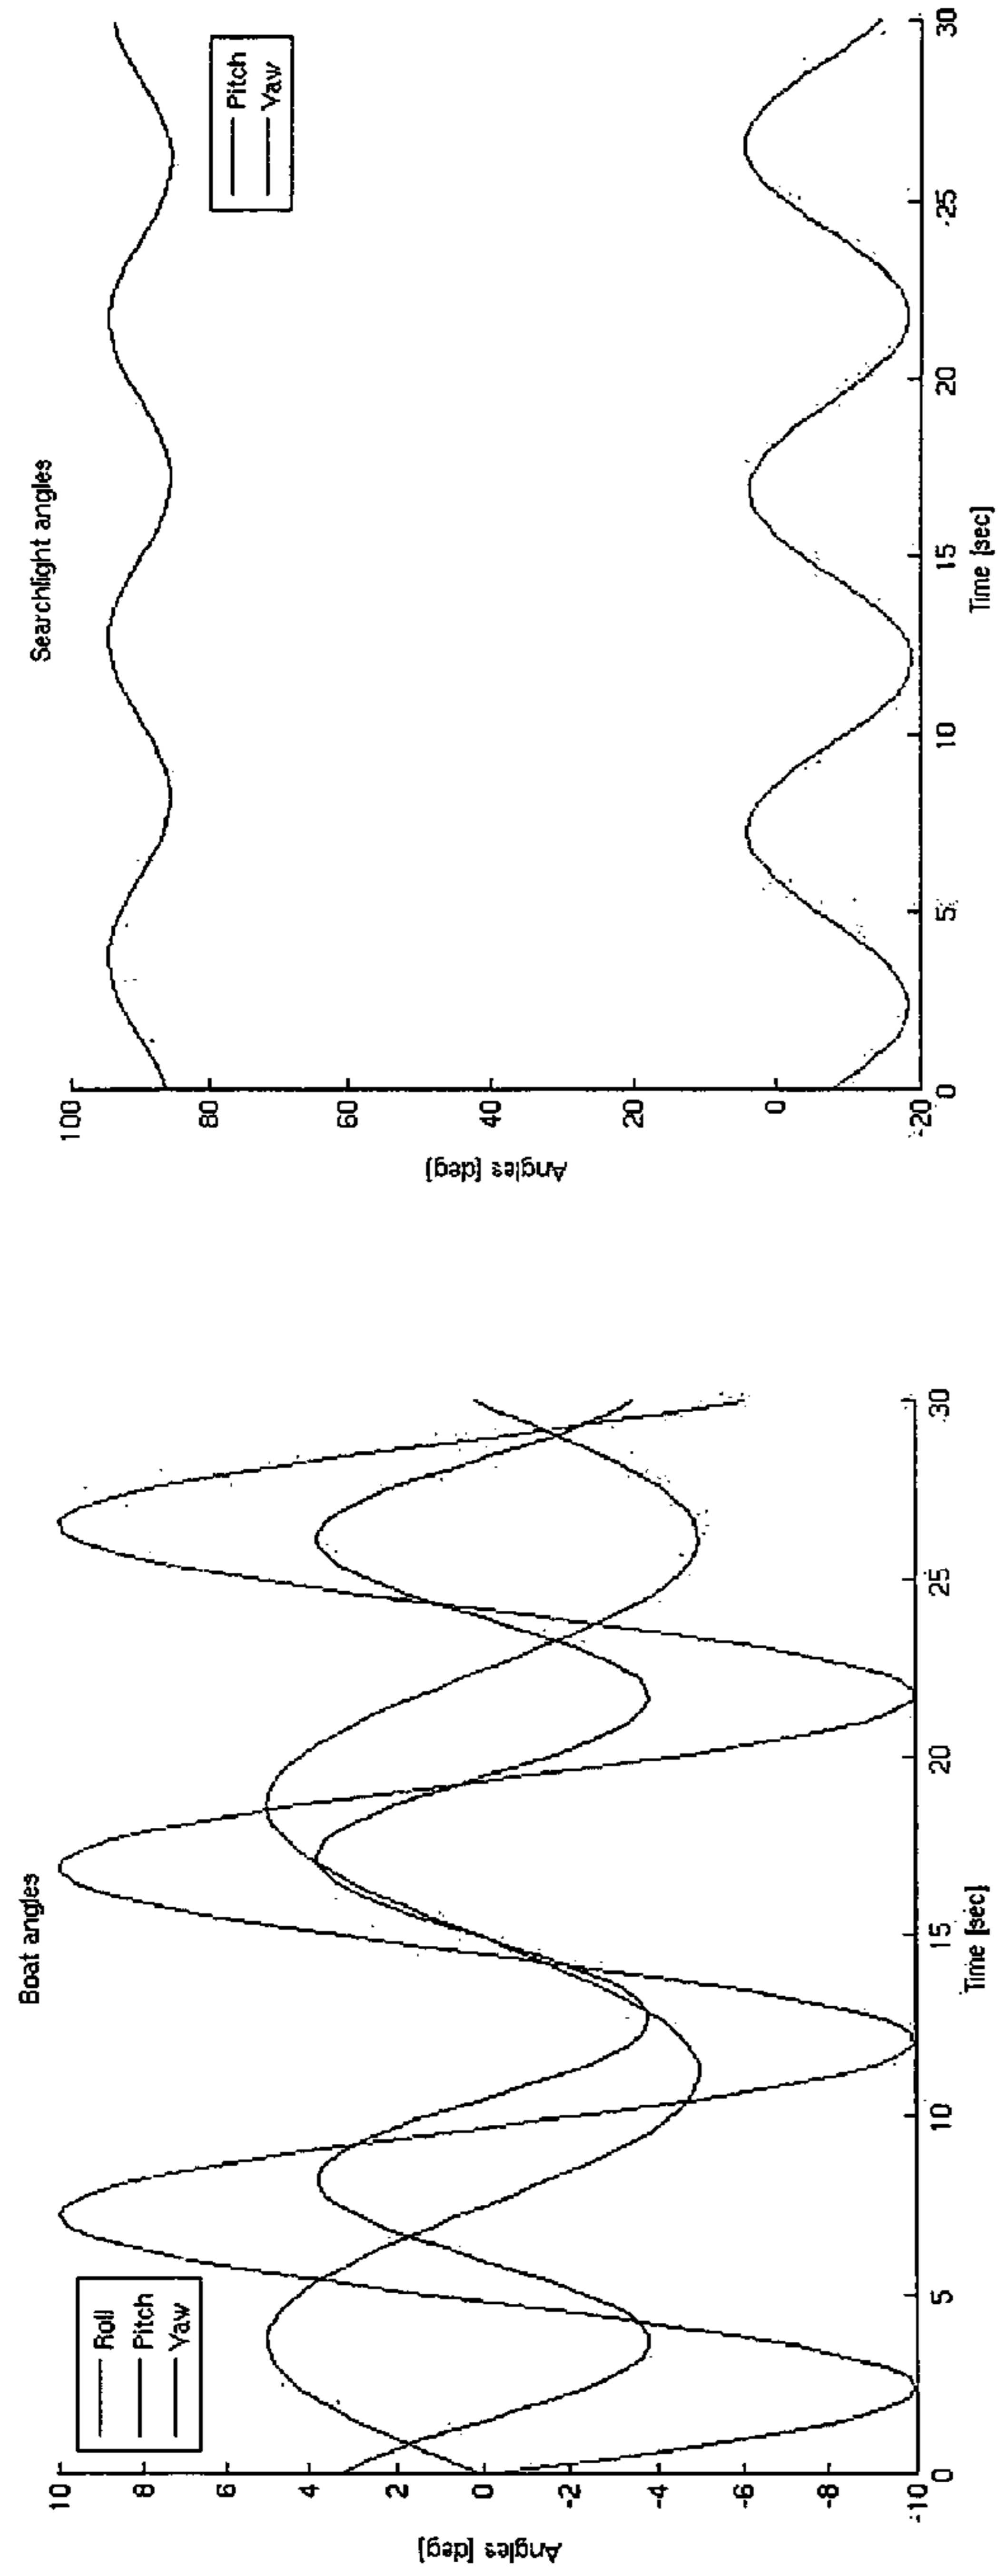 Boat angles
Angles [deg]
10
8
6
4
2
0
-2
-4
-6
-8
-10
Roll
Pitch
Yaw
0
5
10
15
20
25
30
Time [sec]
Searchlight angles
Angles [deg]
100
80
60
40
20
0
-20
Pitch
Yaw
0
5
10
15
20
25
30
Time [sec]